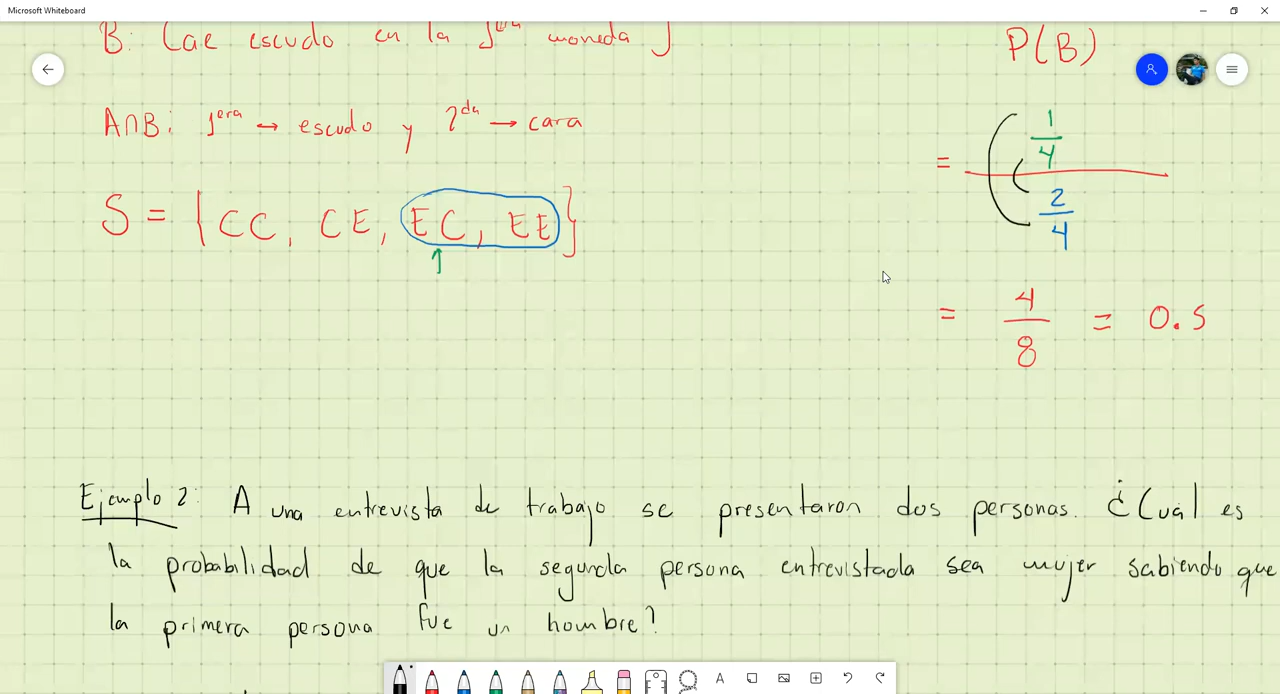 Microsoft Whiteboard
B: Cae escudo en la 1era moneda
P(B)
A∩B: 1era → escudo y 2da → cara
= 1/4 / 2/4
S = { CC, CE, EC, EE }
= 4/8 = 0.5
Ejemplo 2: A una entrevista de trabajo se presentaron dos personas. ¿Cuál es
la probabilidad de que la segunda persona entrevistada sea mujer sabiendo que
la primera persona fue un hombre?
A